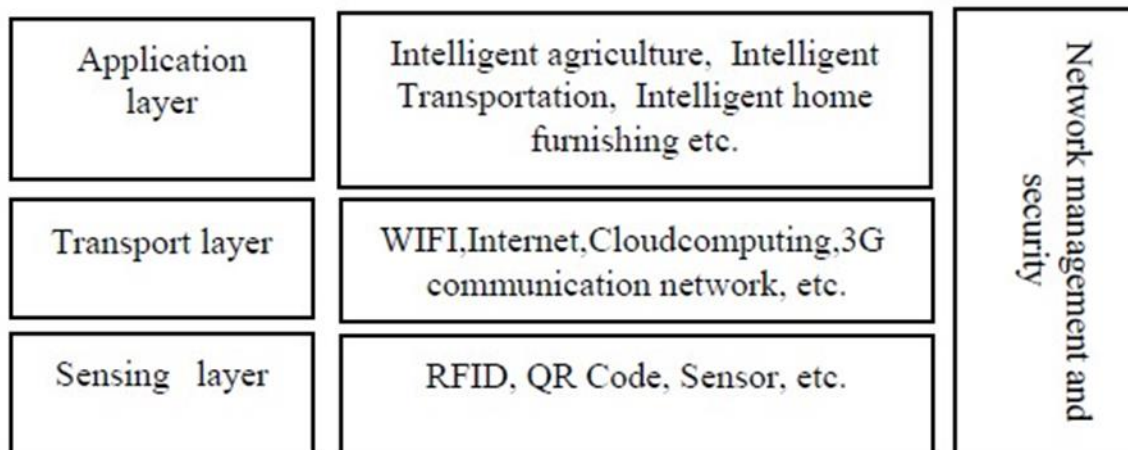 Application
layer
Intelligent agriculture, Intelligent
Transportation, Intelligent home
furnishing etc.
Transport layer
WIFI,Internet,Cloudcomputing,3G
communication network, etc.
Sensing layer
RFID, QR Code, Sensor, etc.
Network management and
security